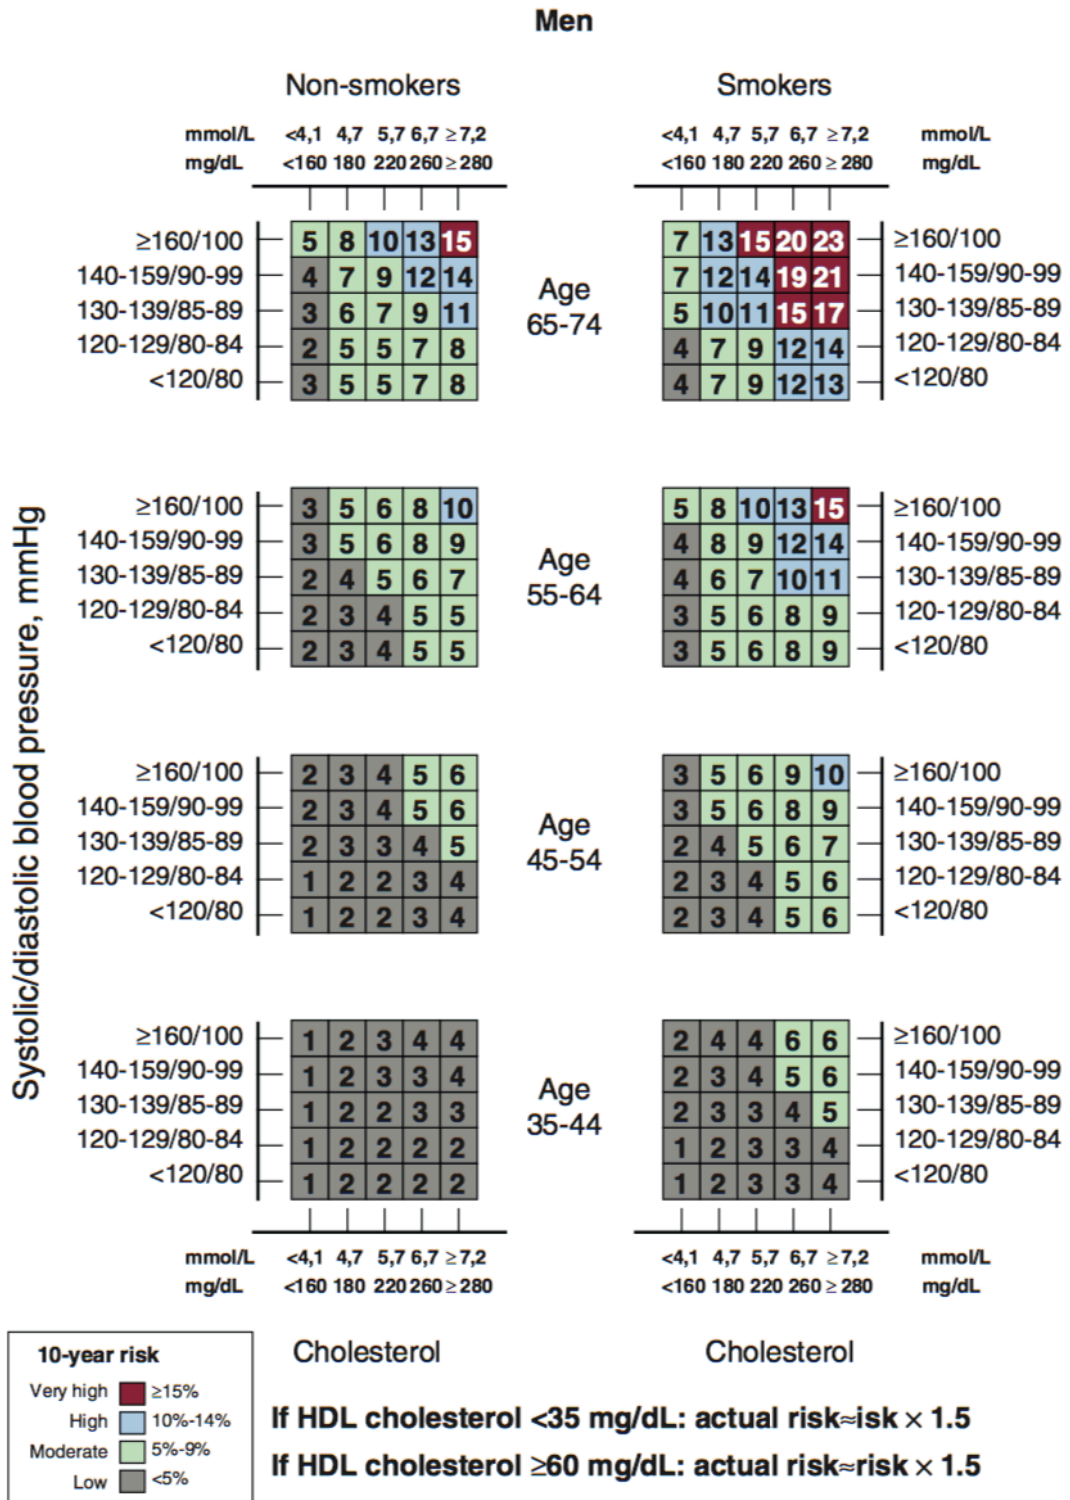 Men
Non-smokers Smokers
mmol/L <4,1 4,7 5,7 6,7 ≥7,2 <4,1 4,7 5,7 6,7 ≥7,2 mmol/L
mg/dL <160 180 220 260 ≥280 <160 180 220 260 ≥280 mg/dL
≥160/100 5 8 10 13 15 7 13 15 20 23 ≥160/100
140-159/90-99 4 7 9 12 14 Age 7 12 14 19 21 140-159/90-99
130-139/85-89 3 6 7 9 11 65-74 5 10 11 15 17 130-139/85-89
120-129/80-84 2 5 5 7 8 4 7 9 12 14 120-129/80-84
<120/80 3 5 5 7 8 4 7 9 12 13 <120/80
≥160/100 3 5 6 8 10 5 8 10 13 15 ≥160/100
140-159/90-99 3 5 6 8 9 Age 4 8 9 12 14 140-159/90-99
130-139/85-89 2 4 5 6 7 55-64 4 6 7 10 11 130-139/85-89
120-129/80-84 2 3 4 5 5 3 5 6 8 9 120-129/80-84
<120/80 2 3 4 5 5 3 5 6 8 9 <120/80
Systolic/diastolic blood pressure, mmHg
≥160/100 2 3 4 5 6 3 5 6 9 10 ≥160/100
140-159/90-99 2 3 4 5 6 Age 3 5 6 8 9 140-159/90-99
130-139/85-89 2 3 3 4 5 45-54 2 4 5 6 7 130-139/85-89
120-129/80-84 1 2 2 3 4 2 3 4 5 6 120-129/80-84
<120/80 1 2 2 3 4 2 3 4 5 6 <120/80
≥160/100 1 2 3 4 4 2 4 4 6 6 ≥160/100
140-159/90-99 1 2 3 3 4 Age 2 3 4 5 6 140-159/90-99
130-139/85-89 1 2 2 3 3 35-44 2 3 3 4 5 130-139/85-89
120-129/80-84 1 2 2 2 2 1 2 3 3 4 120-129/80-84
<120/80 1 2 2 2 2 1 2 3 3 4 <120/80
mmol/L <4,1 4,7 5,7 6,7 ≥7,2 <4,1 4,7 5,7 6,7 ≥7,2 mmol/L
mg/dL <160 180 220 260 ≥280 <160 180 220 260 ≥280 mg/dL
Cholesterol Cholesterol
10-year risk
Very high ≥15%
High 10%-14%
Moderate 5%-9%
Low <5%
If HDL cholesterol <35 mg/dL: actual risk≈isk × 1.5
If HDL cholesterol ≥60 mg/dL: actual risk≈risk × 1.5